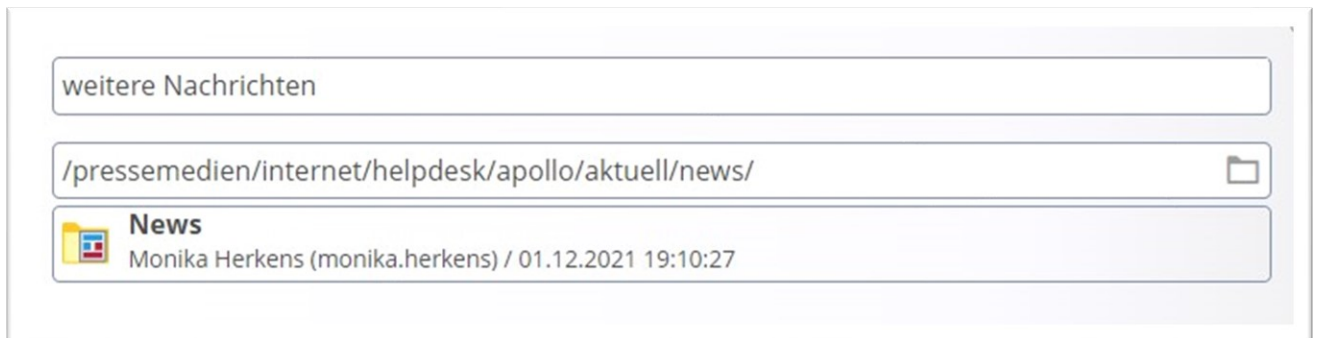 weitere Nachrichten
/pressemedien/internet/helpdesk/apollo/aktuell/news/
News
Monika Herkens (monika.herkens) / 01.12.2021 19:10:27